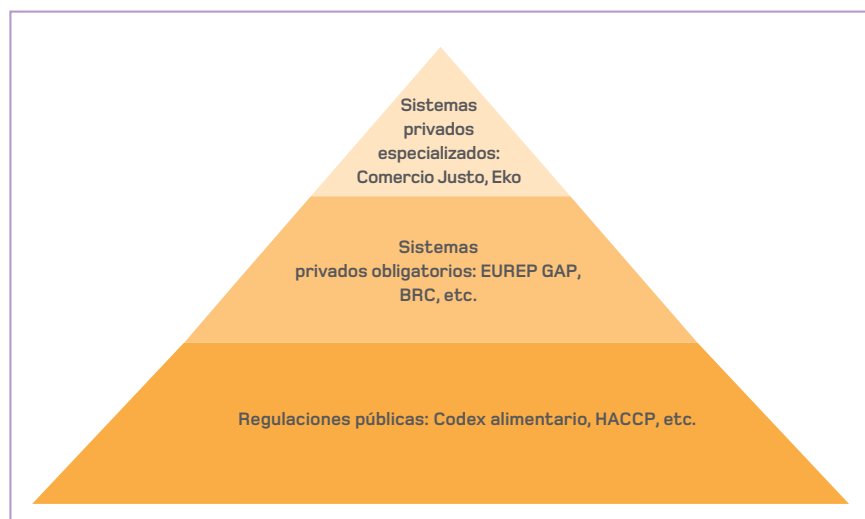 Sistemas
privados
especializados:
Comercio Justo, Eko
Sistemas
privados obligatorios: EUREP GAP,
BRC, etc.
Regulaciones públicas: Codex alimentario, HACCP, etc.